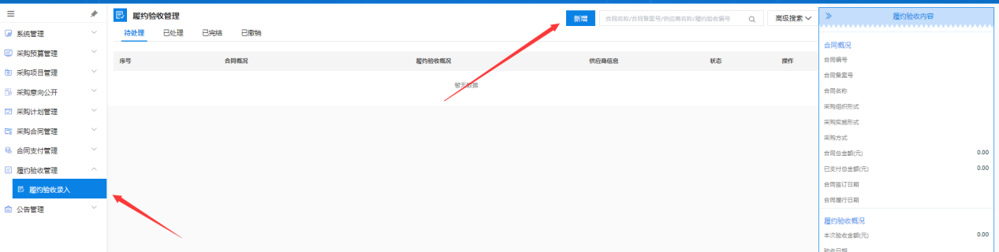 履约验收管理
新增
合同名称/合同备案号/供应商名称/履约验收编号
高级搜素
履约验收内容
系统管理
采购预算管理
采购项目管理
采购意向公开
采购计划管理
采购合同管理
合同支付管理
履约验收管理
履约验收录入
公告管理
待处理 已处理 已完结 已撤销
序号 合同概况 履约验收概况 供应商信息 状态 操作
暂无数据
合同概况
合同编号
合同备案号
合同名称
采购组织形式
采购实施形式
采购方式
合同总金额(元) 0.00
已支付总金额(元) 0.00
合同签订日期
合同履行日期
履约验收概况
本次验收金额(元) 0.00
验收日期